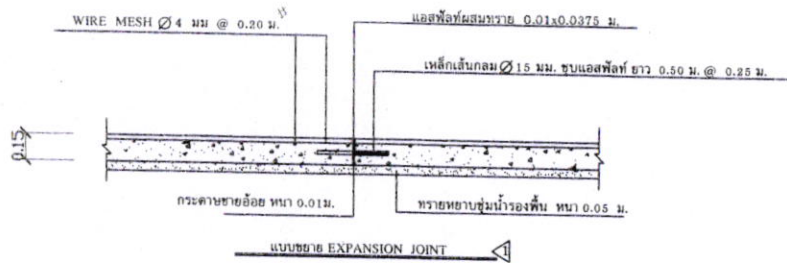 WIRE MESH Ø 4 มม @ 0.20 ม.
แอสฟัลท์ผสมทราย 0.01x0.0375 ม.
เหล็กเส้นกลม Ø 15 มม. ชุบแอสฟัลท์ ยาว 0.50 ม. @ 0.25 ม.
0.15
กระดาษชายอ้อย หนา 0.01ม.
ทรายหยาบชุ่มน้ำรองพื้น หนา 0.05 ม.
แบบขยาย EXPANSION JOINT 1